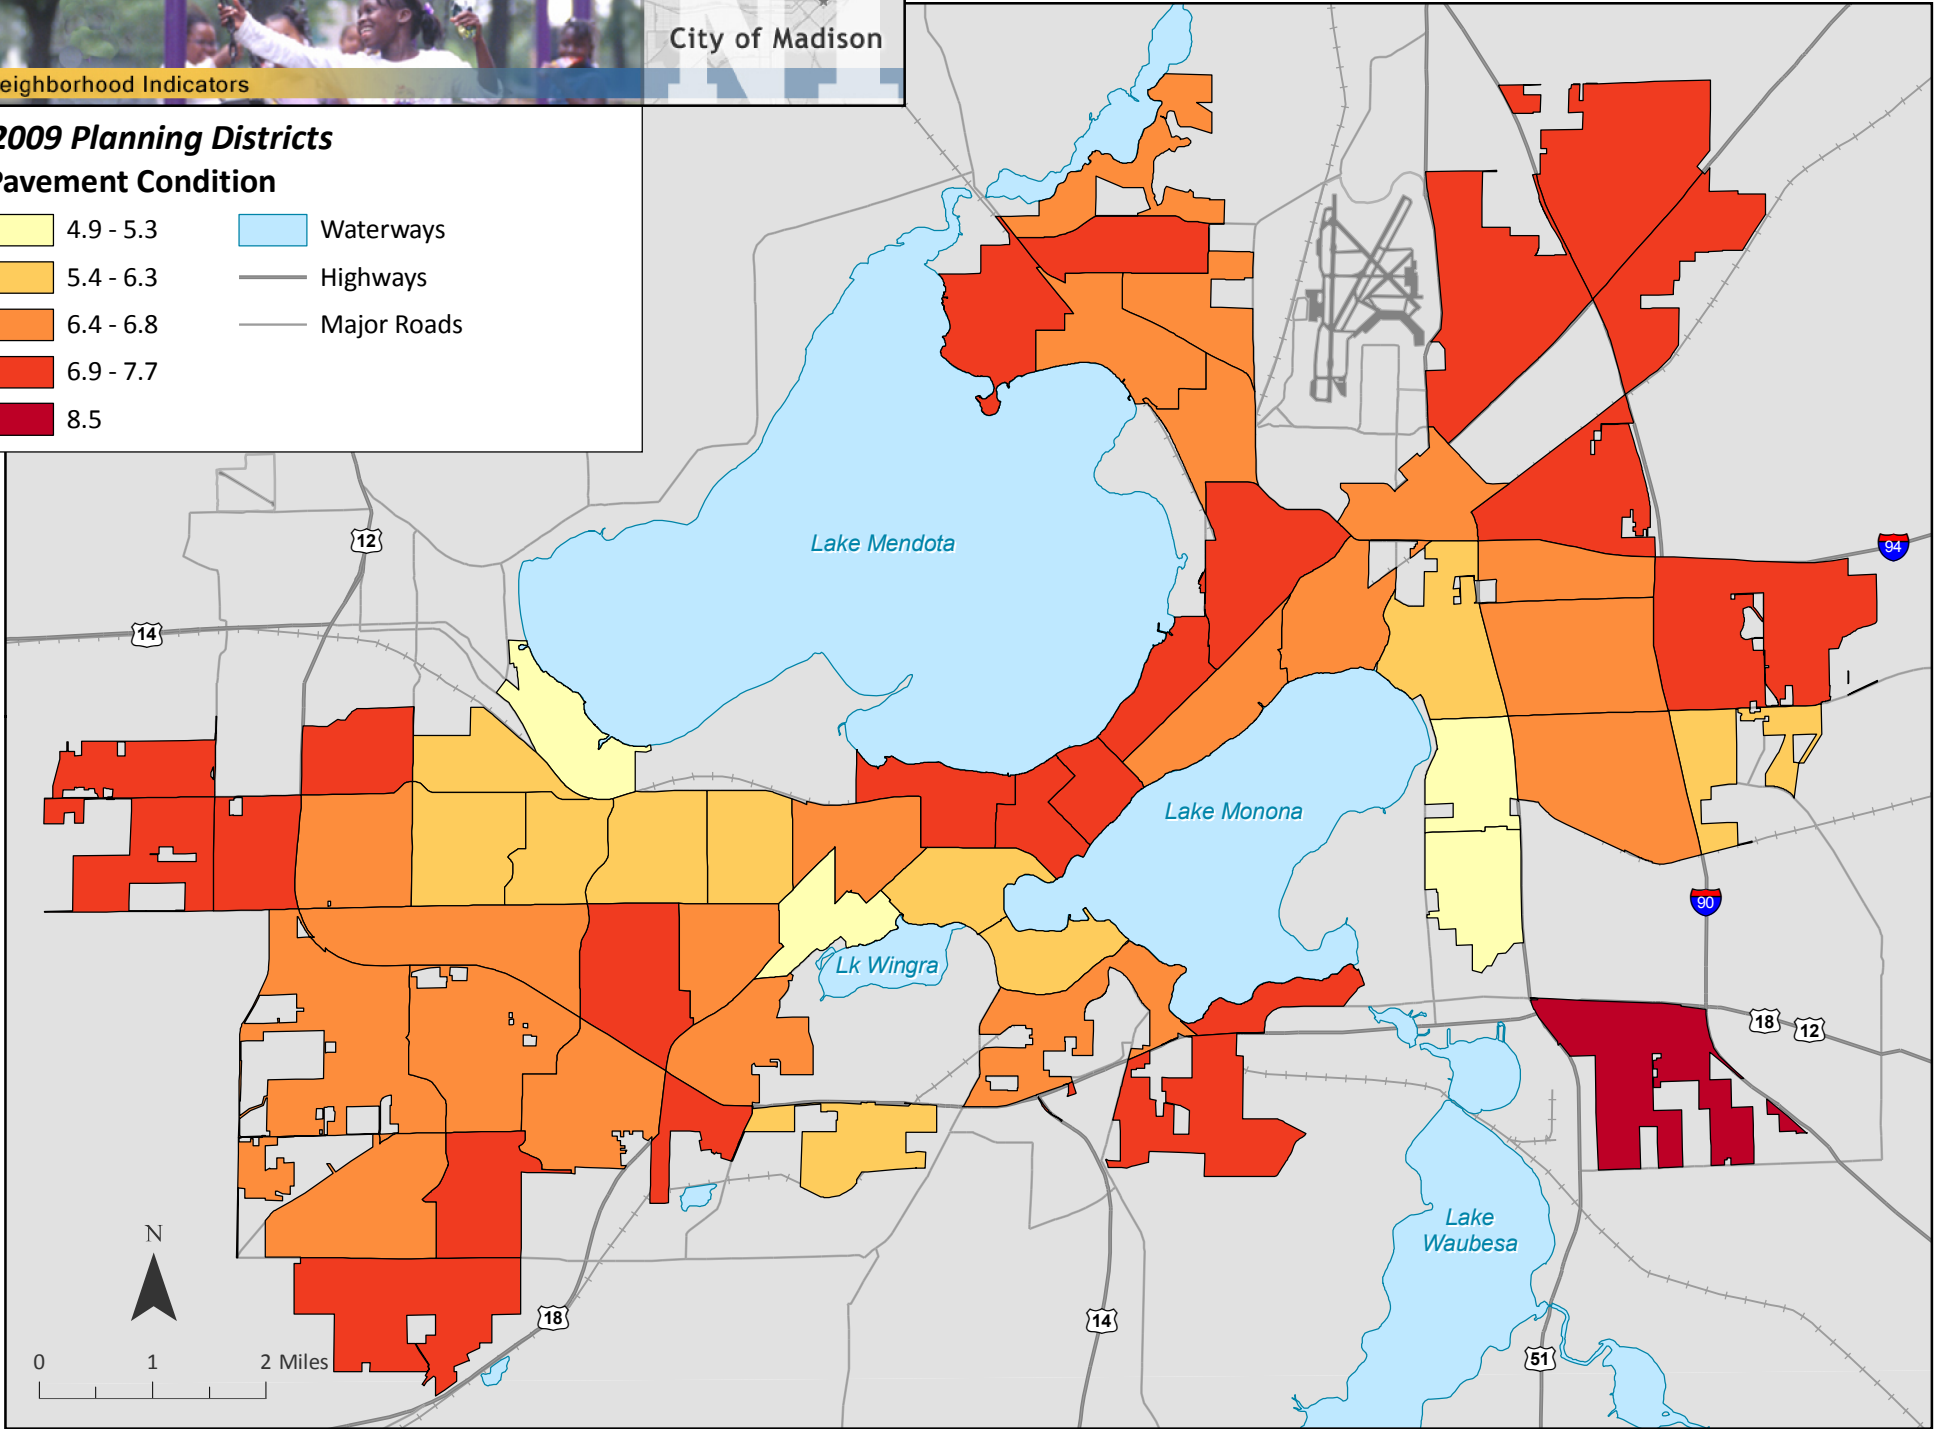 City of Madison
eighborhood Indicators
2009 Planning Districts
Pavement Condition
4.9 - 5.3
5.4 - 6.3
6.4 - 6.8
6.9 - 7.7
8.5
Waterways
Highways
Major Roads
12
14
94
Lake Mendota
Lake Monona
90
Lk Wingra
18
12
Lake
Waubesa
N
18
14
51
0 1 2 Miles